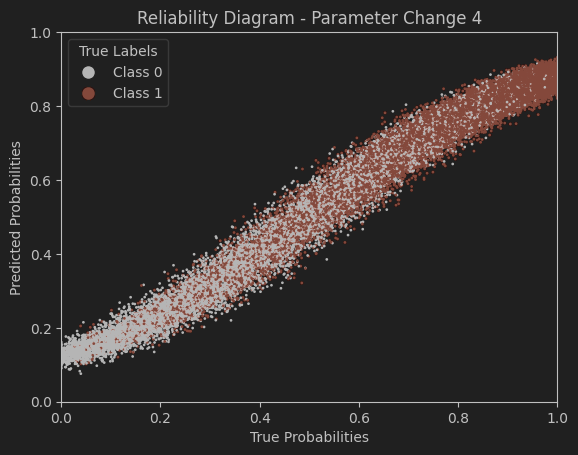 Reliability Diagram - Parameter Change 4
True Labels
Class 0
Class 1
Predicted Probabilities
1.0
0.8
0.6
0.4
0.2
0.0
0.0 0.2 0.4 0.6 0.8 1.0
True Probabilities